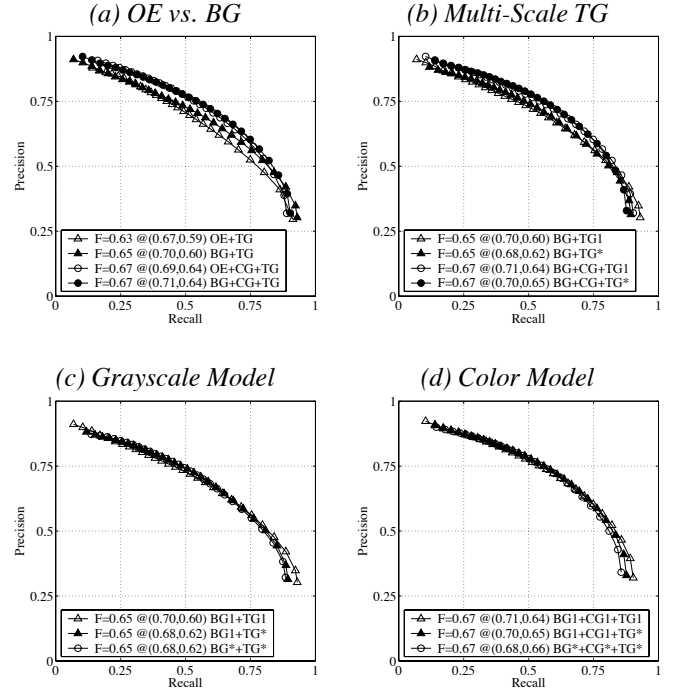 (a) OE vs. BG
1
0.75
0.5
0.25
0
0.25
0.5
0.75
1
Precision
Recall
F=0.63 @(0.67,0.59) OE+TG
F=0.65 @(0.70,0.60) BG+TG
F=0.67 @(0.69,0.64) OE+CG+TG
F=0.67 @(0.71,0.64) BG+CG+TG
(b) Multi-Scale TG
1
0.75
0.5
0.25
0
0.25
0.5
0.75
1
Precision
Recall
F=0.65 @(0.70,0.60) BG+TG1
F=0.65 @(0.68,0.62) BG+TG*
F=0.67 @(0.71,0.64) BG+CG+TG1
F=0.67 @(0.70,0.65) BG+CG+TG*
(c) Grayscale Model
1
0.75
0.5
0.25
0
0.25
0.5
0.75
1
Precision
Recall
F=0.65 @(0.70,0.60) BG1+TG1
F=0.65 @(0.68,0.62) BG1+TG*
F=0.65 @(0.68,0.62) BG*+TG*
(d) Color Model
1
0.75
0.5
0.25
0
0.25
0.5
0.75
1
Precision
Recall
F=0.67 @(0.71,0.64) BG1+CG1+TG1
F=0.67 @(0.70,0.65) BG1+CG1+TG*
F=0.67 @(0.68,0.66) BG*+CG*+TG*